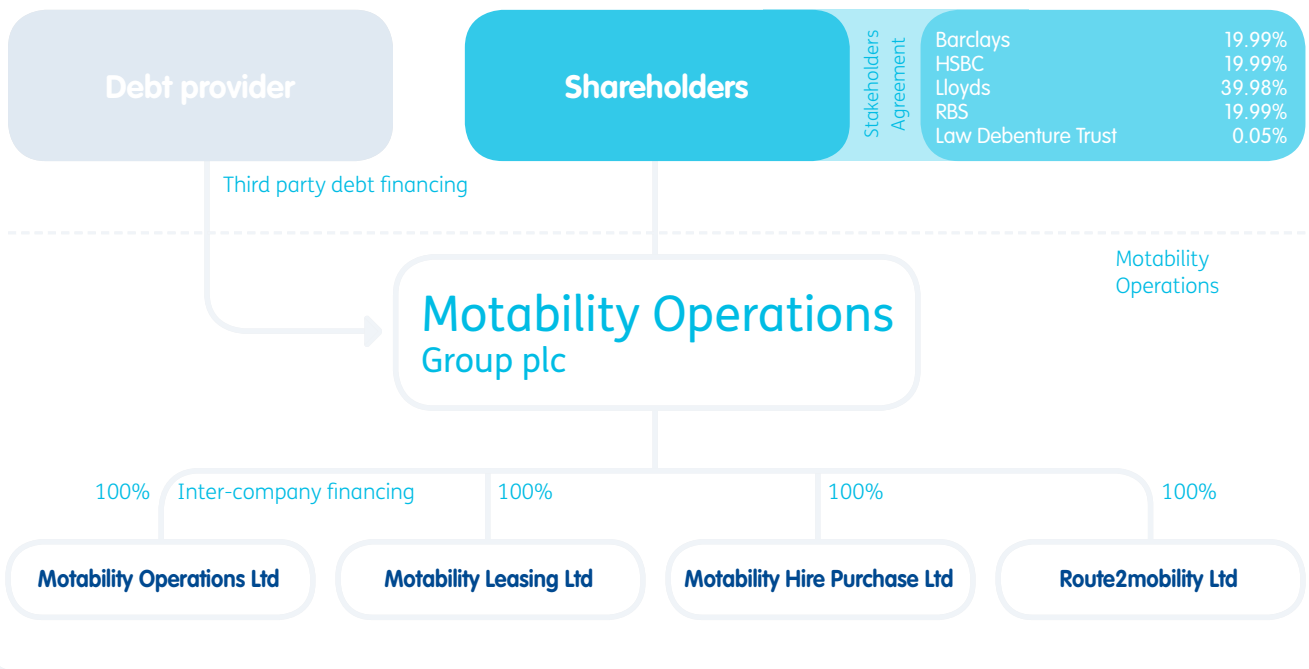 Debt provider
Shareholders
Stakeholders
Agreement
Barclays 19.99%
HSBC 19.99%
Lloyds 39.98%
RBS 19.99%
Law Debenture Trust 0.05%
Third party debt financing
Motability
Operations
Motability Operations
Group plc
100% Inter-company financing 100% 100% 100%
Motability Operations Ltd Motability Leasing Ltd Motability Hire Purchase Ltd Route2mobility Ltd